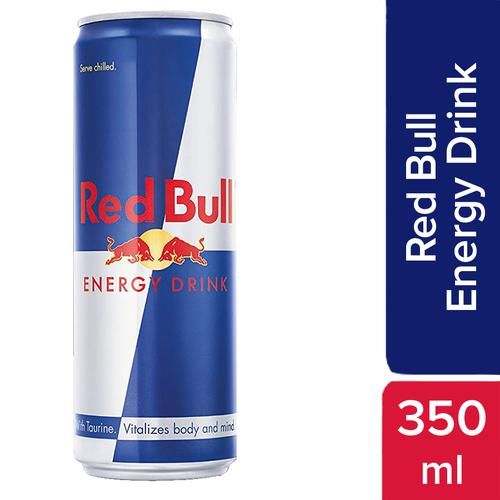 Serve chilled.
Red Bull
ENERGY DRINK
With Taurine. Vitalizes body and mind.
Red Bull
Energy Drink
350
ml